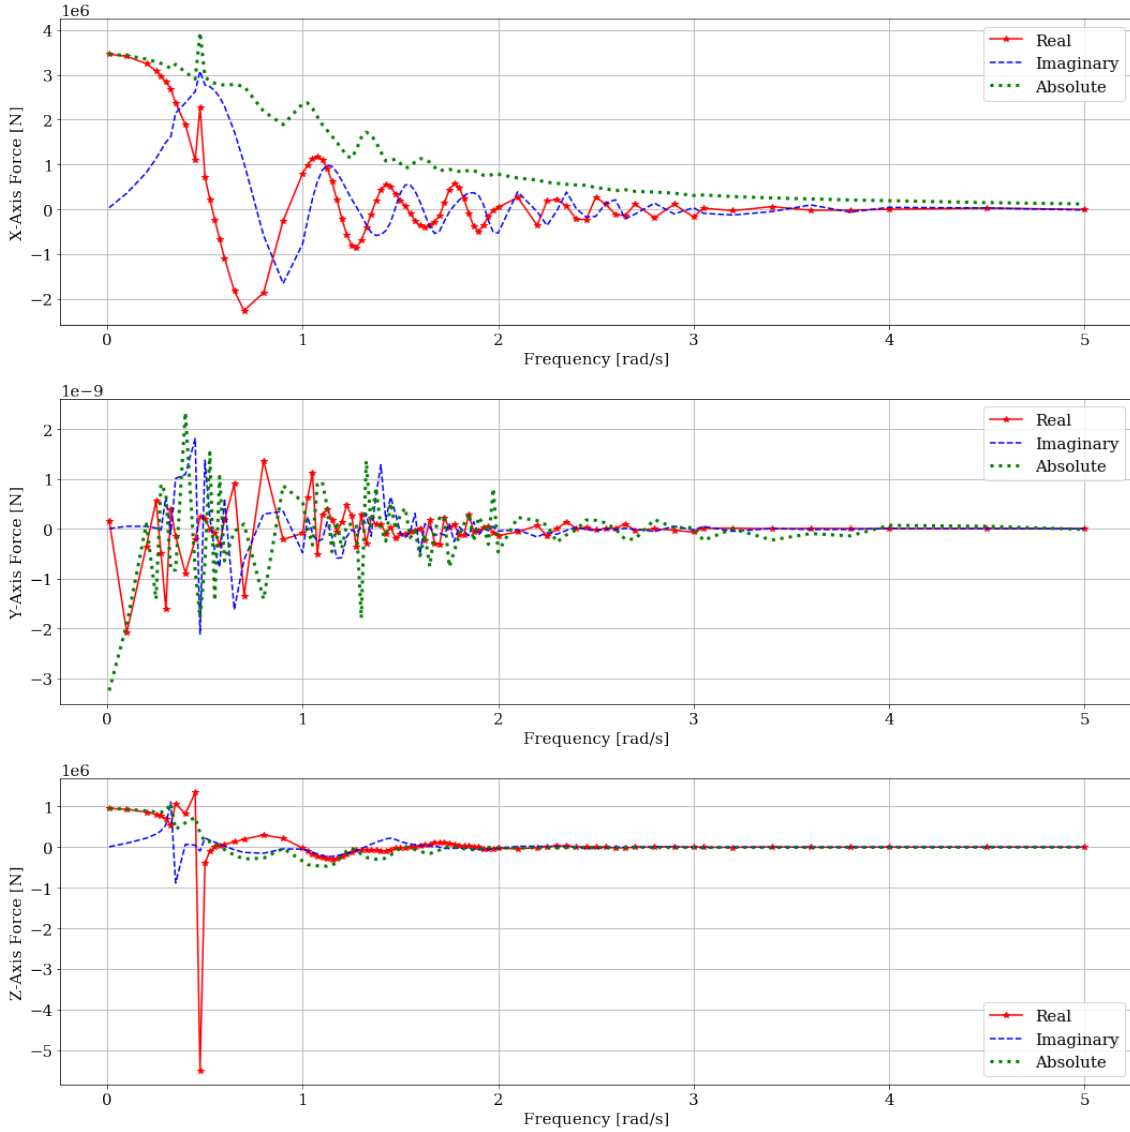 1e6
X-Axis Force [N]
4
3
2
1
0
−1
−2
Real
Imaginary
Absolute
0 1 2 3 4 5
Frequency [rad/s]
1e−9
Y-Axis Force [N]
2
1
0
−1
−2
−3
Real
Imaginary
Absolute
0 1 2 3 4 5
Frequency [rad/s]
1e6
Z-Axis Force [N]
1
0
−1
−2
−3
−4
−5
Real
Imaginary
Absolute
0 1 2 3 4 5
Frequency [rad/s]